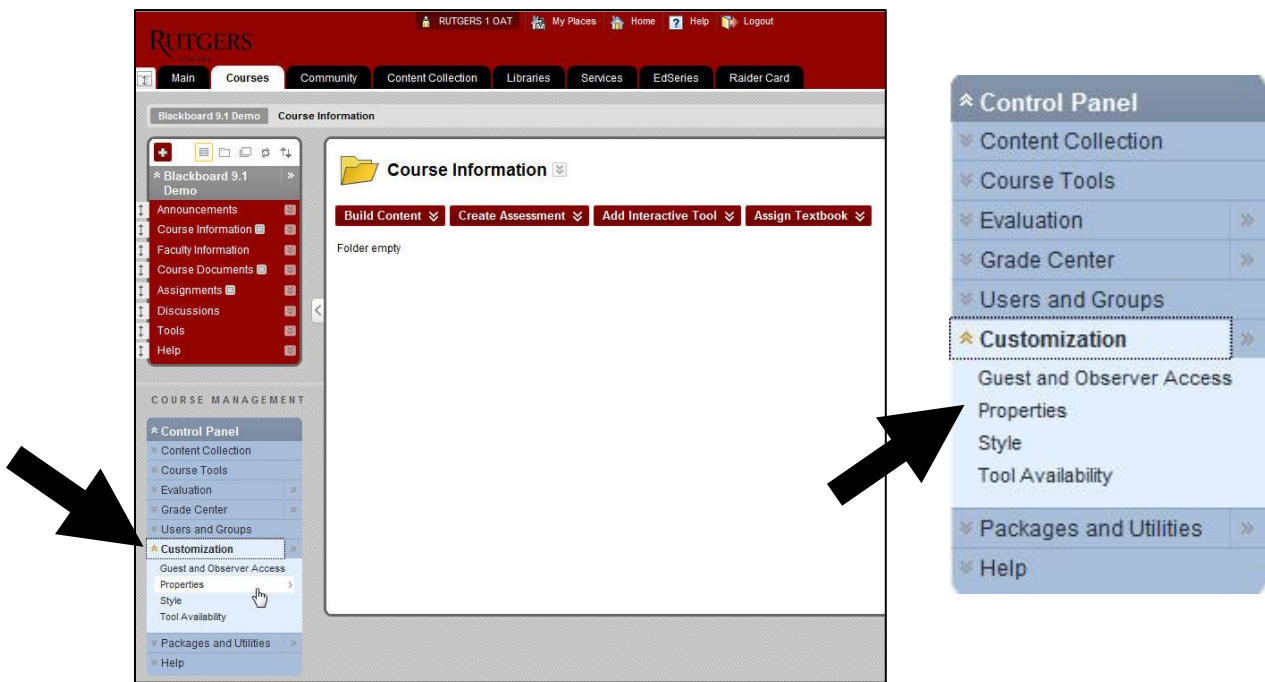 RUTGERS 1 OAT My Places Home ? Help Logout
RUTGERS
Main Courses Community Content Collection Libraries Services EdSeries Raider Card
Blackboard 9.1 Demo Course Information
Blackboard 9.1
Demo
Announcements
Course Information
Faculty Information
Course Documents
Assignments
Discussions
Tools
Help
Course Information
Build Content Create Assessment Add Interactive Tool Assign Textbook
Folder empty
COURSE MANAGEMENT
Control Panel
Content Collection
Course Tools
Evaluation
Grade Center
Users and Groups
Customization
Guest and Observer Access
Properties
Style
Tool Availability
Packages and Utilities
Help
Control Panel
Content Collection
Course Tools
Evaluation
Grade Center
Users and Groups
Customization
Guest and Observer Access
Properties
Style
Tool Availability
Packages and Utilities
Help